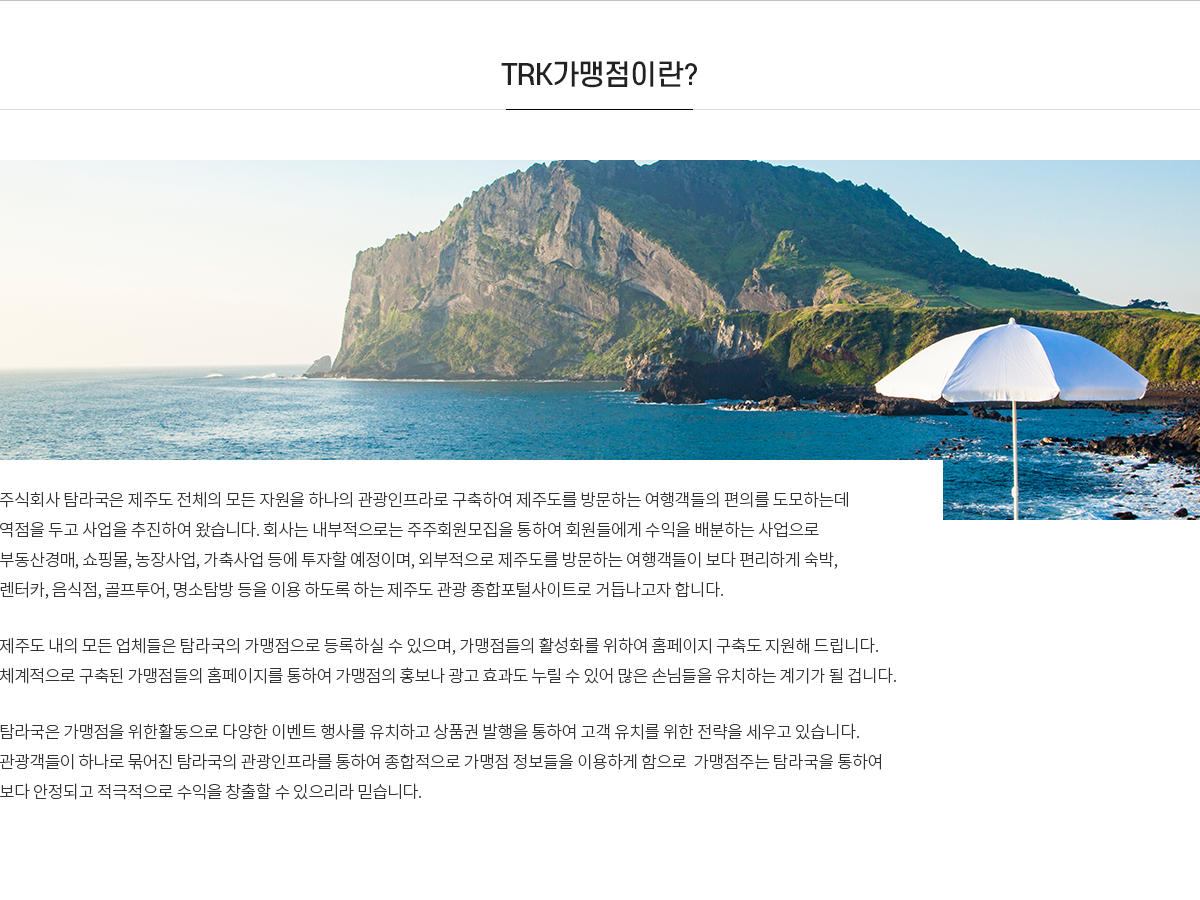 TRK가맹점이란?
주식회사 탐라국은 제주도 전체의 모든 자원을 하나의 관광인프라로 구축하여 제주도를 방문하는 여행객들의 편의를 도모하는데
역점을 두고 사업을 추진하여 왔습니다. 회사는 내부적으로는 주주회원모집을 통하여 회원들에게 수익을 배분하는 사업으로
부동산경매, 쇼핑몰, 농장사업, 가축사업 등에 투자할 예정이며, 외부적으로 제주도를 방문하는 여행객들이 보다 편리하게 숙박,
렌터카, 음식점, 골프투어, 명소탐방 등을 이용 하도록 하는 제주도 관광 종합포털사이트로 거듭나고자 합니다.
제주도 내의 모든 업체들은 탐라국의 가맹점으로 등록하실 수 있으며, 가맹점들의 활성화를 위하여 홈페이지 구축도 지원해 드립니다.
체계적으로 구축된 가맹점들의 홈페이지를 통하여 가맹점의 홍보나 광고 효과도 누릴 수 있어 많은 손님들을 유치하는 계기가 될 겁니다.
탐라국은 가맹점을 위한활동으로 다양한 이벤트 행사를 유치하고 상품권 발행을 통하여 고객 유치를 위한 전략을 세우고 있습니다.
관광객들이 하나로 묶어진 탐라국의 관광인프라를 통하여 종합적으로 가맹점 정보들을 이용하게 함으로  가맹점주는 탐라국을 통하여
보다 안정되고 적극적으로 수익을 창출할 수 있으리라 믿습니다.